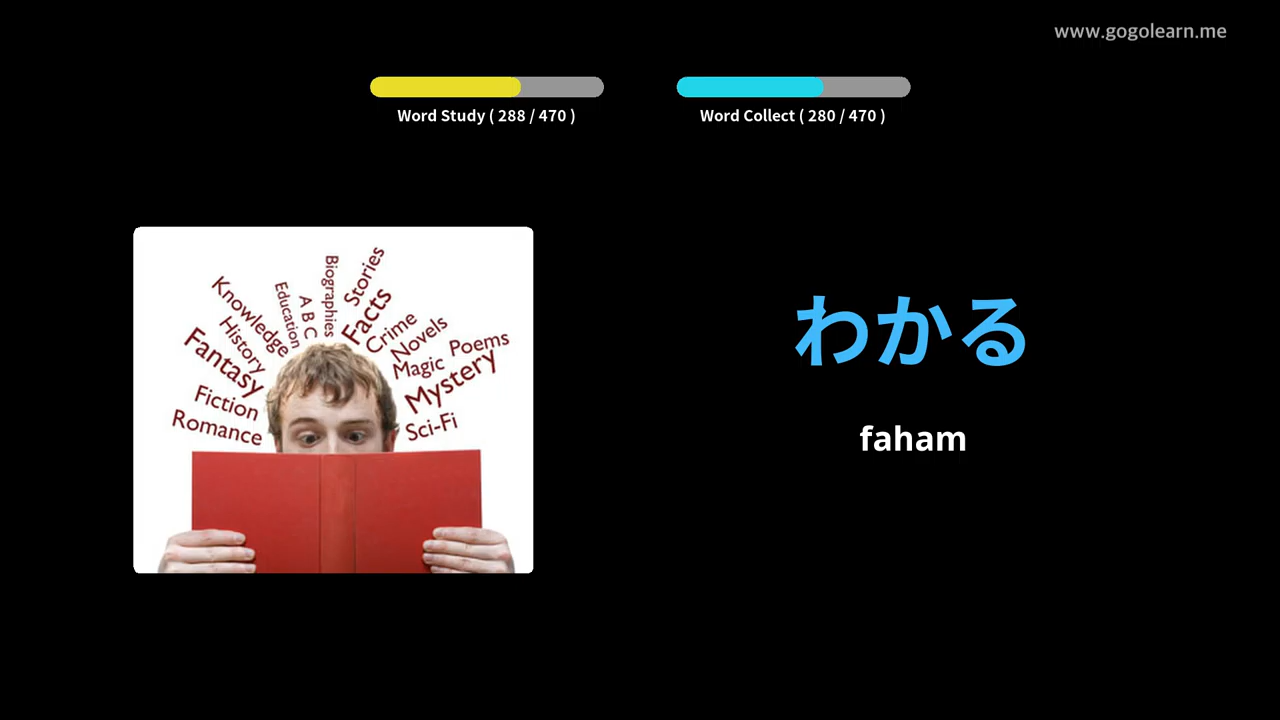 www.gogolearn.me
Word Study ( 288 / 470 )
Word Collect ( 280 / 470 )
Biographies
Stories
Education
A B C
Facts
Knowledge
Crime
History
Novels
Fantasy
Magic
Poems
Mystery
Fiction
Romance
Sci-Fi
わかる
faham